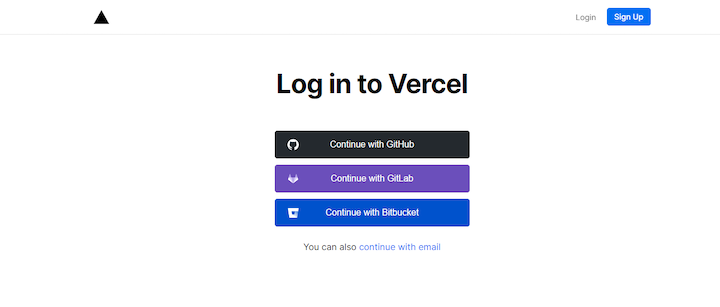 Login
Sign Up
Log in to Vercel
Continue with GitHub
Continue with GitLab
Continue with Bitbucket
You can also continue with email